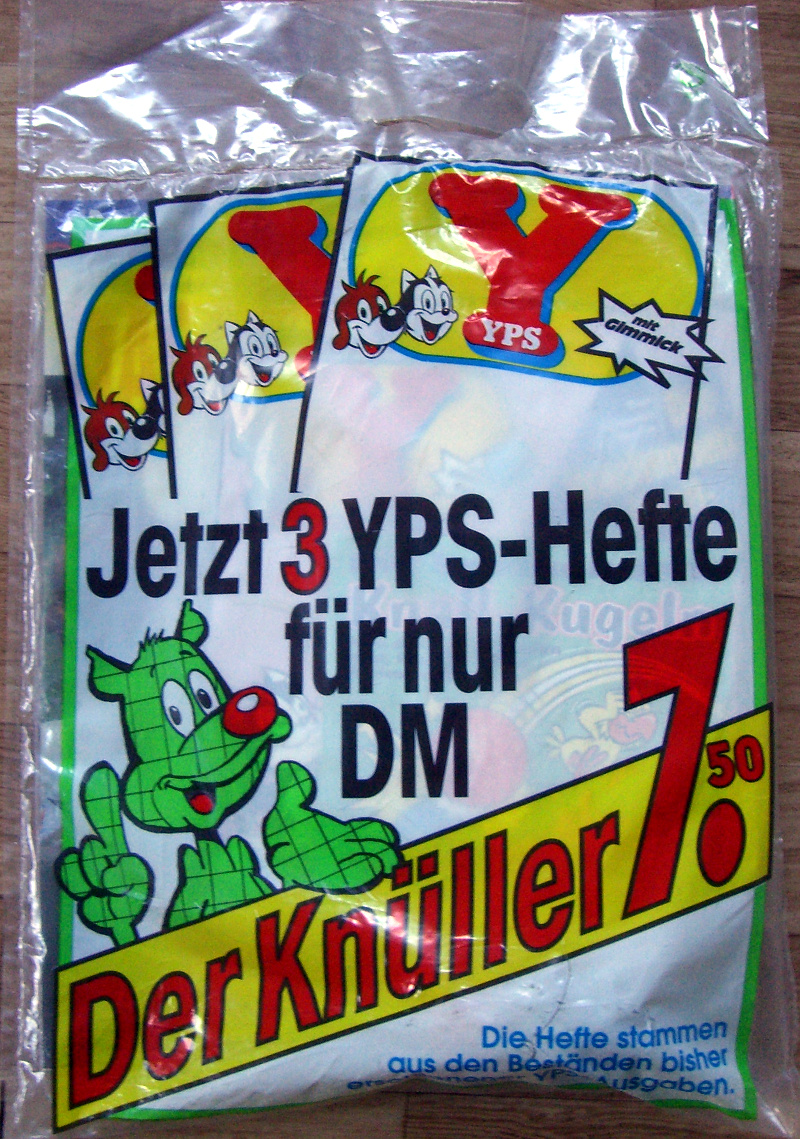 YPS
mit
Gimmick
Jetzt 3 YPS-Hefte
für nur
DM
7.50
Der Knüller
Die Hefte stammen
aus den Beständen bisher
Ausgaben.
Kugeln